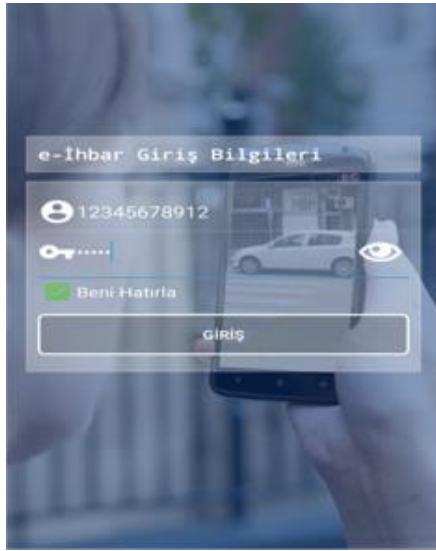 e-İhbar Giriş Bilgileri
12345678912
•••••
Beni Hatırla
GİRİŞ